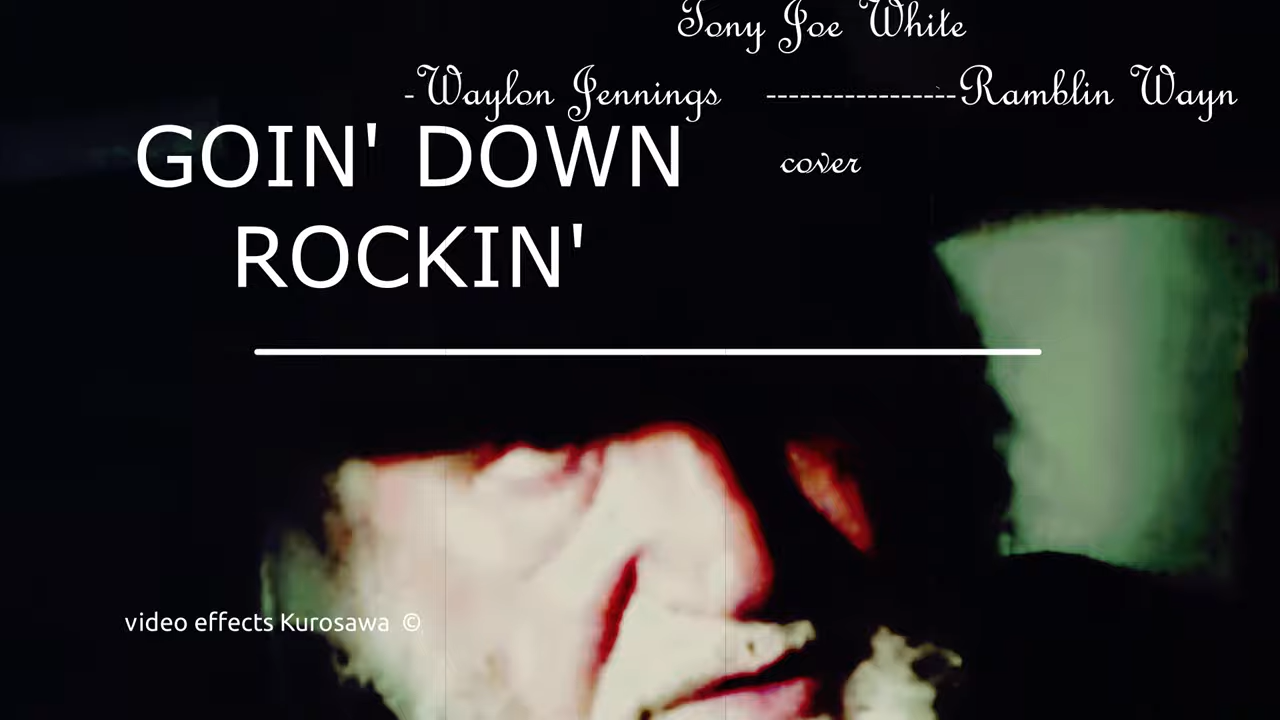 Tony Joe White
-Waylon Jennings -----------------Ramblin Wayn
GOIN' DOWN
cover
ROCKIN'
video effects Kurosawa ©